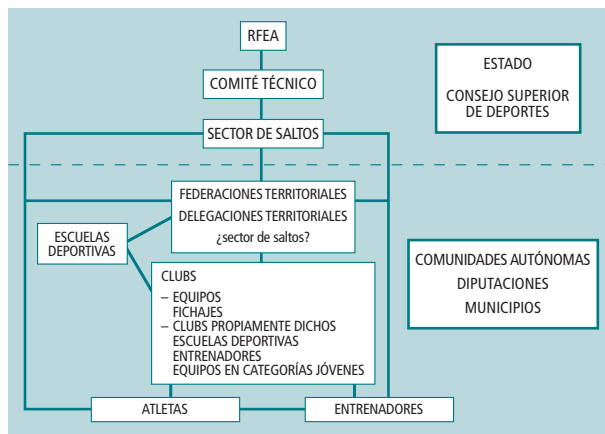 RFEA
COMITÉ TÉCNICO
SECTOR DE SALTOS
ESTADO
CONSEJO SUPERIOR
DE DEPORTES
FEDERACIONES TERRITORIALES
DELEGACIONES TERRITORIALES
¿sector de saltos?
ESCUELAS
DEPORTIVAS
CLUBS
– EQUIPOS
FICHAJES
– CLUBS PROPIAMENTE DICHOS
ESCUELAS DEPORTIVAS
ENTRENADORES
EQUIPOS EN CATEGORÍAS JÓVENES
COMUNIDADES AUTÓNOMAS
DIPUTACIONES
MUNICIPIOS
ATLETAS
ENTRENADORES